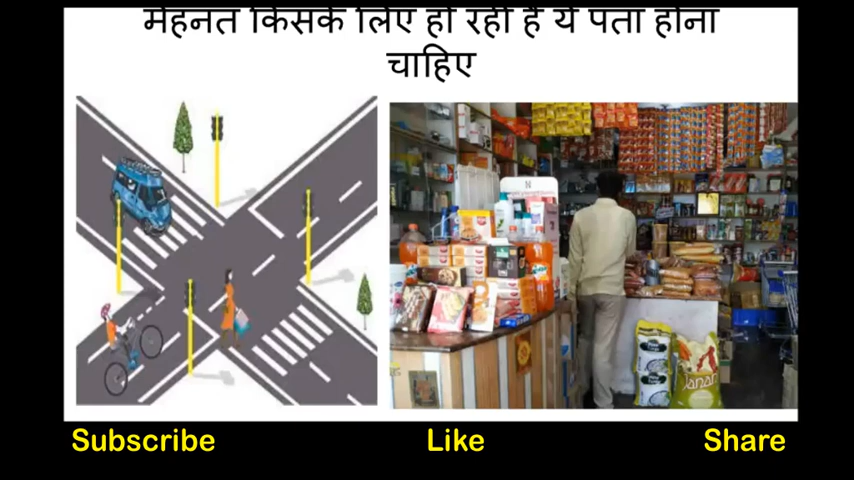 मेहनत किसके लिए हो रही है ये पता होना
चाहिए
Subscribe
Like
Share